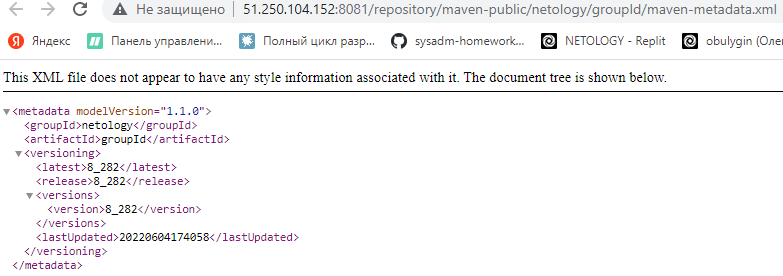 Не защищено 51.250.104.152:8081/repository/maven-public/netology/groupId/maven-metadata.xml
Яндекс Панель управлени... Полный цикл разр... sysadm-homework... NETOLOGY - Replit obulygin (Оле
This XML file does not appear to have any style information associated with it. The document tree is shown below.
<metadata modelVersion="1.1.0">
<groupId>netology</groupId>
<artifactId>groupId</artifactId>
<versioning>
<latest>8_282</latest>
<release>8_282</release>
<versions>
<version>8_282</version>
</versions>
<lastUpdated>20220604174058</lastUpdated>
</versioning>
</metadata>